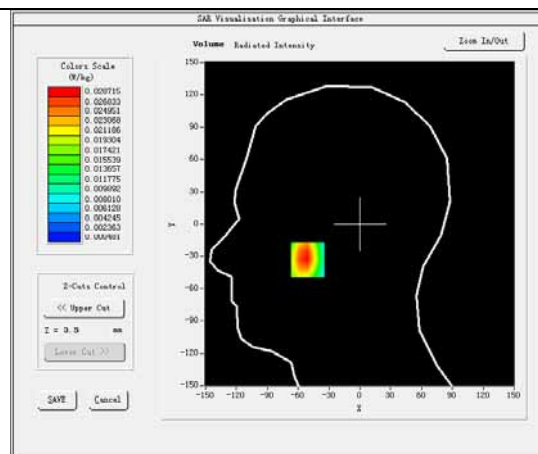 SAR Visualisation Graphical Interface
Volume Radiated Intensity
Zoom In/Out
Colors Scale
(W/kg)
0.028715
0.026833
0.024951
0.023068
0.021186
0.019304
0.017421
0.015539
0.013657
0.011775
0.009892
0.008010
0.006128
0.004245
0.002363
0.000481
Z-Cuts Control
<< Upper Cut
Z = 3.5 mm
Lower Cut >>
SAVE Cancel
150
120
90
60
30
0
-30
-60
-90
-120
-150
Y
-150 -120 -90 -60 -30 0 30 60 90 120 150
X